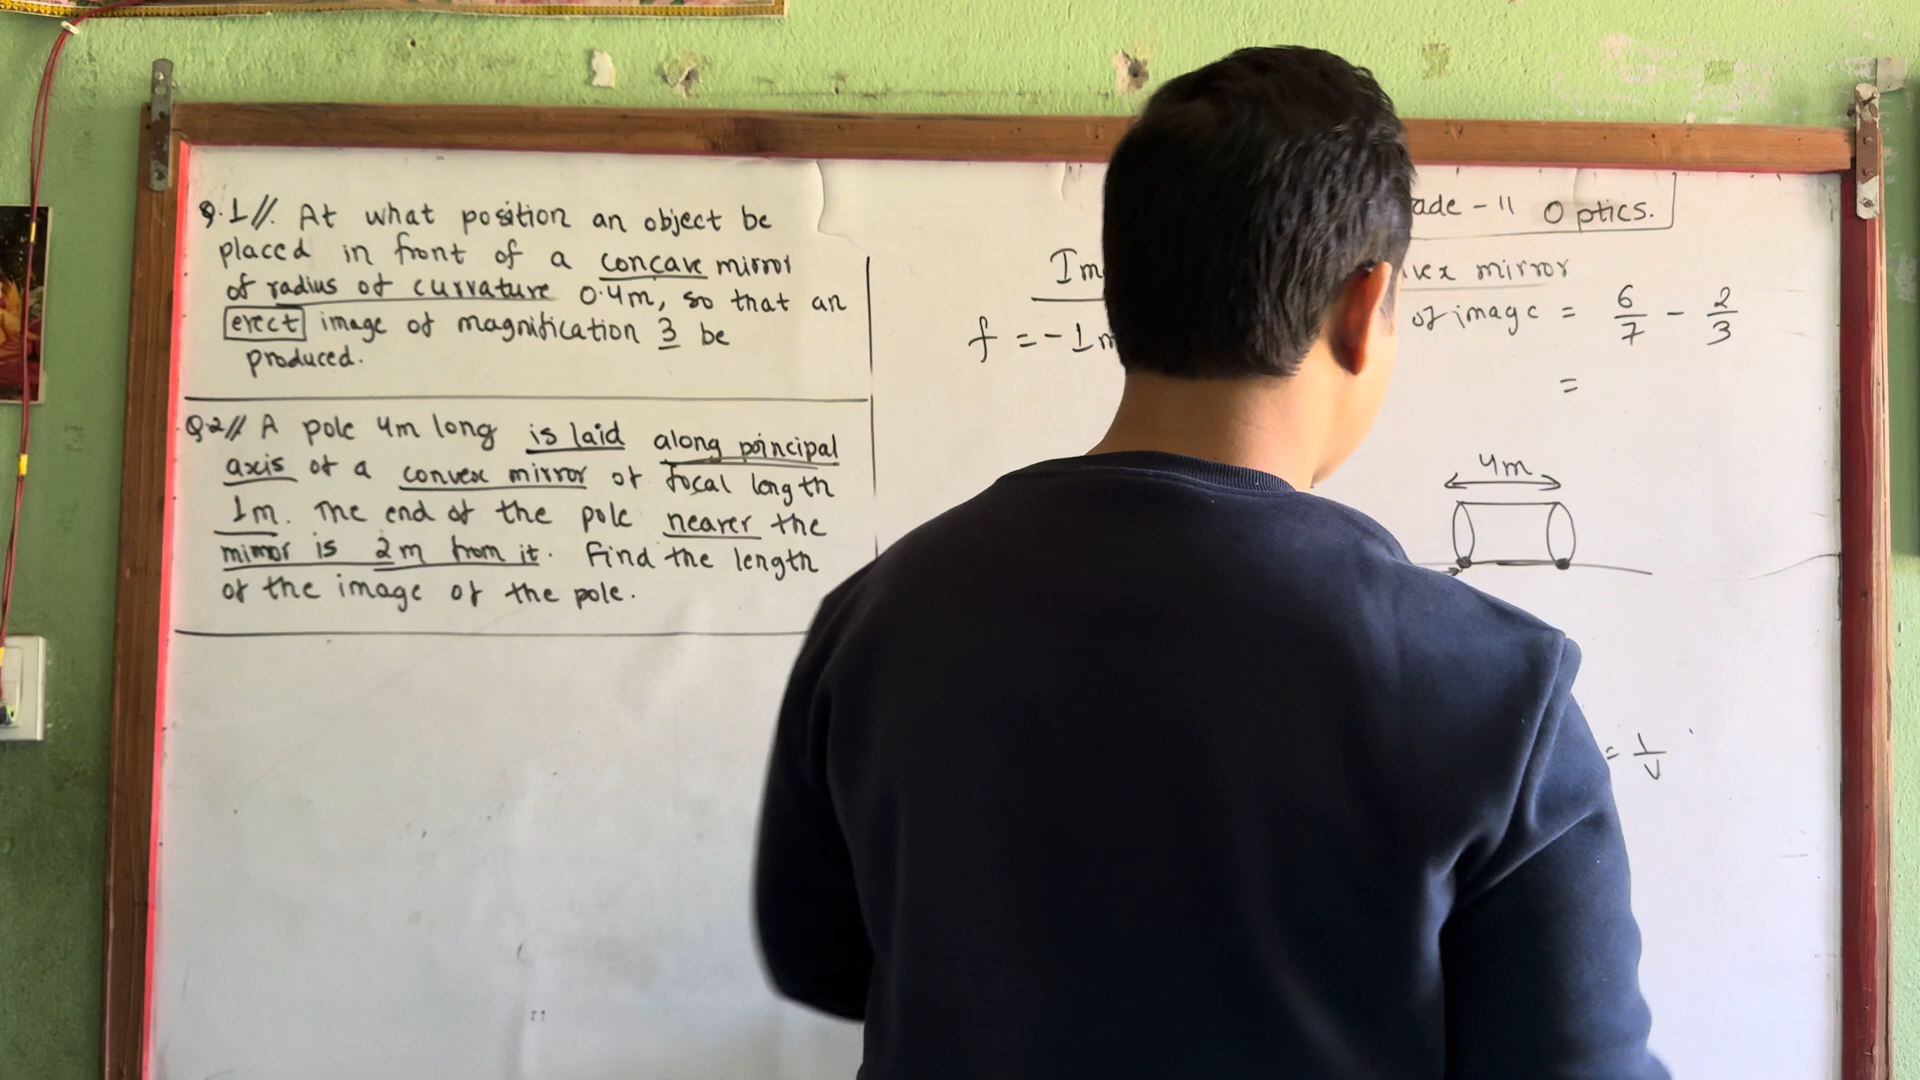 Q.1//. At what position an object be
placed in front of a concave mirror
of radius of curvature 0.4m, so that an
erect image of magnification 3 be
produced.
Q.2// A pole 4m long is laid along principal
axis of a convex mirror of focal length
1m. The end of the pole nearer the
mirror is 2m from it. Find the length
of the image of the pole.
ade - 11 Optics.
vex mirror
f = -1m
of image = 6/7 - 2/3
=
4m
= 1/v